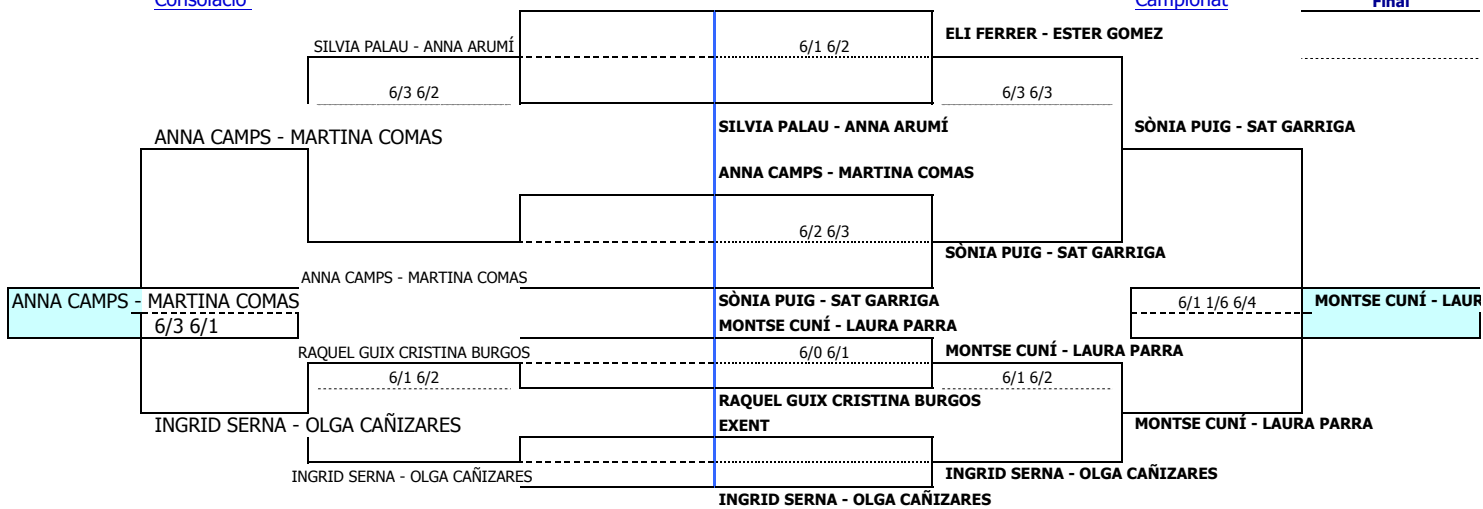 Consolació
Campionat
Final
ELI FERRER - ESTER GOMEZ
SILVIA PALAU - ANNA ARUMÍ
6/1 6/2
6/3 6/2
6/3 6/3
SILVIA PALAU - ANNA ARUMÍ
SÒNIA PUIG - SAT GARRIGA
ANNA CAMPS - MARTINA COMAS
ANNA CAMPS - MARTINA COMAS
6/2 6/3
SÒNIA PUIG - SAT GARRIGA
ANNA CAMPS - MARTINA COMAS
ANNA CAMPS - MARTINA COMAS
SÒNIA PUIG - SAT GARRIGA
6/1 1/6 6/4
MONTSE CUNÍ - LAUR
6/3 6/1
MONTSE CUNÍ - LAURA PARRA
RAQUEL GUIX CRISTINA BURGOS
6/0 6/1
MONTSE CUNÍ - LAURA PARRA
6/1 6/2
6/1 6/2
RAQUEL GUIX CRISTINA BURGOS
INGRID SERNA - OLGA CAÑIZARES
EXENT
MONTSE CUNÍ - LAURA PARRA
INGRID SERNA - OLGA CAÑIZARES
INGRID SERNA - OLGA CAÑIZARES
INGRID SERNA - OLGA CAÑIZARES